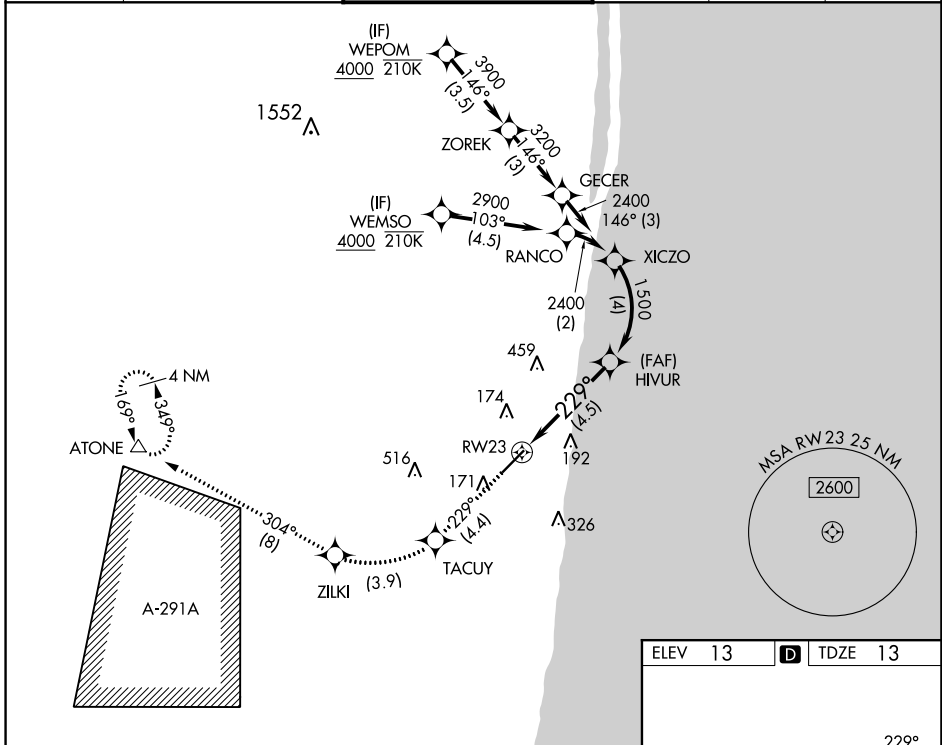 (IF)
WEPOM
4000 210K
3900
146°
(3.5)
1552
ZOREK
3200
146°
(3)
GECER
2400
146° (3)
(IF)
WEMSO
4000 210K
2900
103°
(4.5)
RANCO
XICZO
2400
(2)
1500
(4)
459
(FAF)
HIVUR
229°
(4.5)
174
4 NM
169°
349°
ATONE
RW23
192
516
171
229°
(4.4)
326
MSA RW 23 25 NM
2600
304°
(8)
ZILKI
(3.9)
TACUY
A-291A
ELEV 13 D TDZE 13
229°